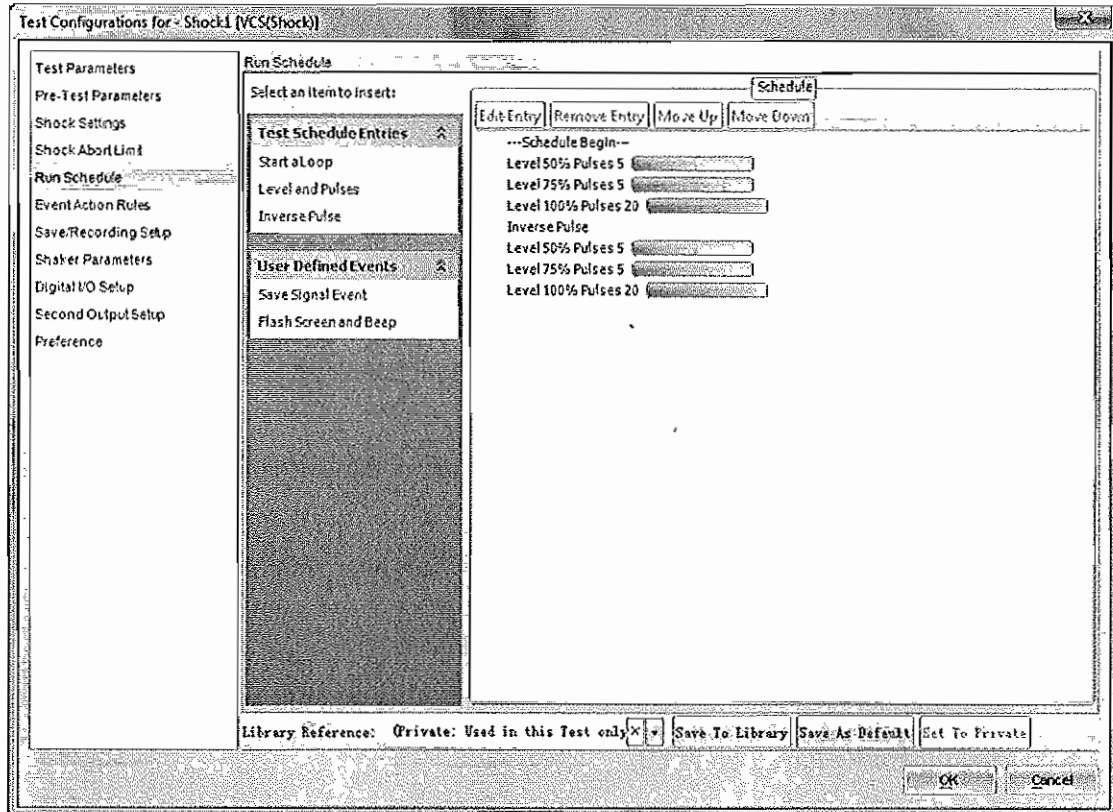 Test Configurations for - Shock1 [VCS(Shock)]
Test Parameters
Pre-Test Parameters
Shock Settings
Shock Abort Limit
Run Schedule
Event Action Rules
Save/Recording Setup
Shaker Parameters
Digital I/O Setup
Second Output Setup
Preference
Run Schedule
Select an item to insert:
Test Schedule Entries
Start a Loop
Level and Pulses
Inverse Pulse
User Defined Events
Save Signal Event
Flash Screen and Beep
Schedule
Edit Entry Remove Entry Move Up Move Down
---Schedule Begin---
Level 50% Pulses 5
Level 75% Pulses 5
Level 100% Pulses 20
Inverse Pulse
Level 50% Pulses 5
Level 75% Pulses 5
Level 100% Pulses 20
Library Reference: (Private: Used in this Test only Save To Library Save As Default Set To Private
OK Cancel